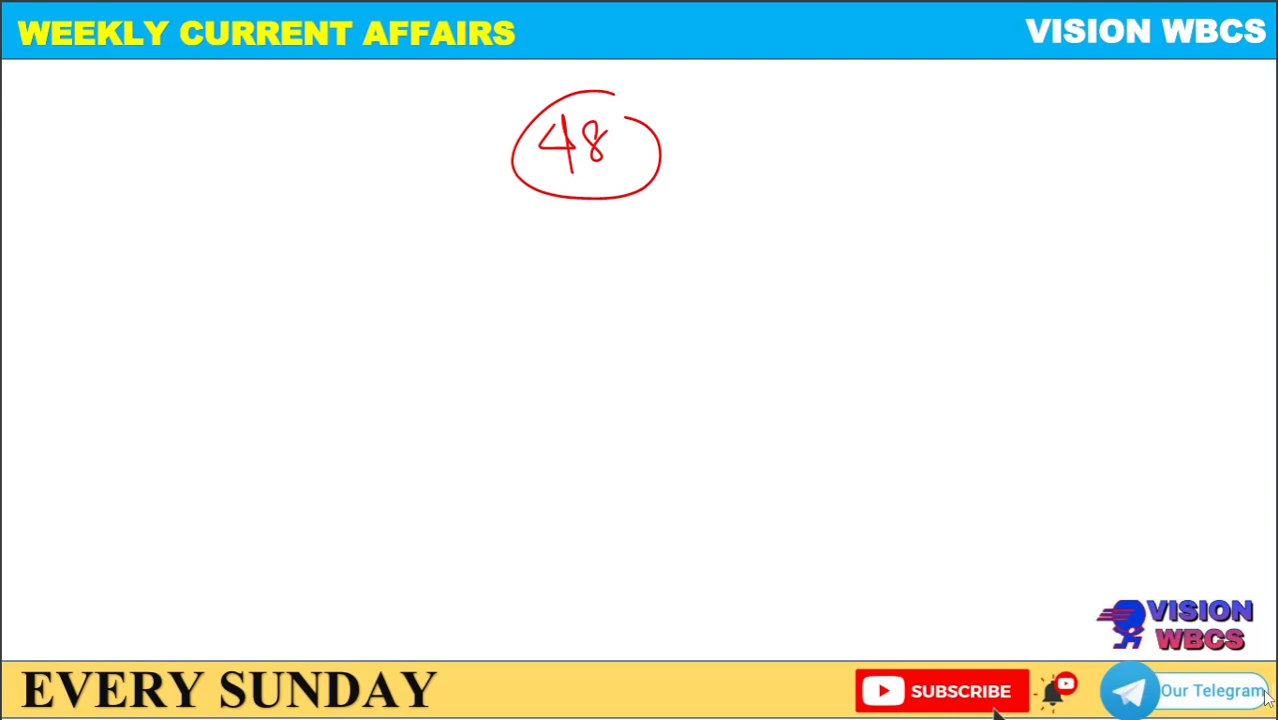 WEEKLY CURRENT AFFAIRS
VISION WBCS
48
VISION
WBCS
EVERY SUNDAY
SUBSCRIBE
Our Telegram